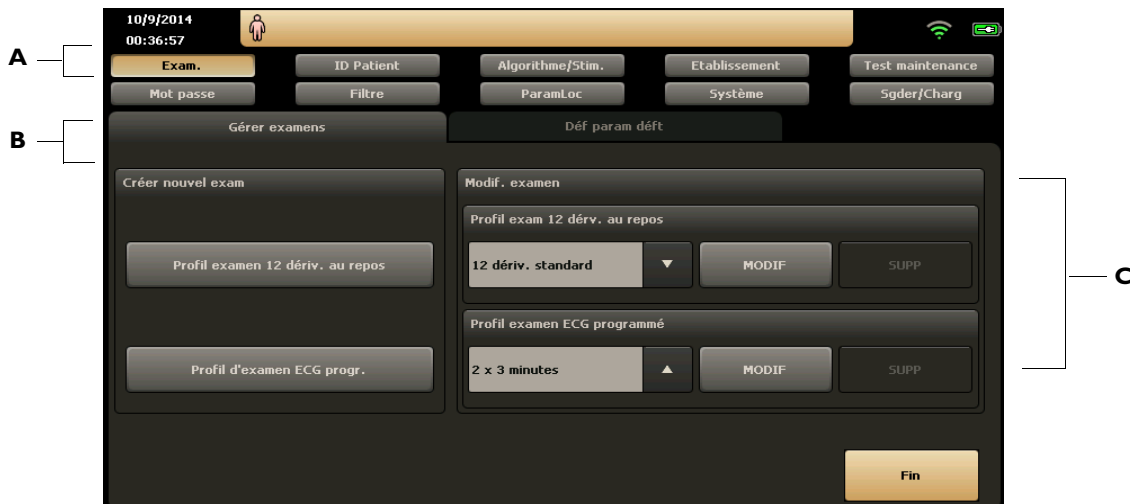 10/9/2014
00:36:57
A
Exam.
ID Patient
Algorithme/Stim.
Etablissement
Test maintenance
Mot passe
Filtre
ParamLoc
Système
Sgder/Charg
B
Gérer examens
Déf param déft
Créer nouvel exam
Modif. examen
Profil exam 12 dérv. au repos
Profil examen 12 dériv. au repos
12 dériv. standard
MODIF
SUPP
C
Profil examen ECG programmé
Profil d'examen ECG progr.
2 x 3 minutes
MODIF
SUPP
Fin